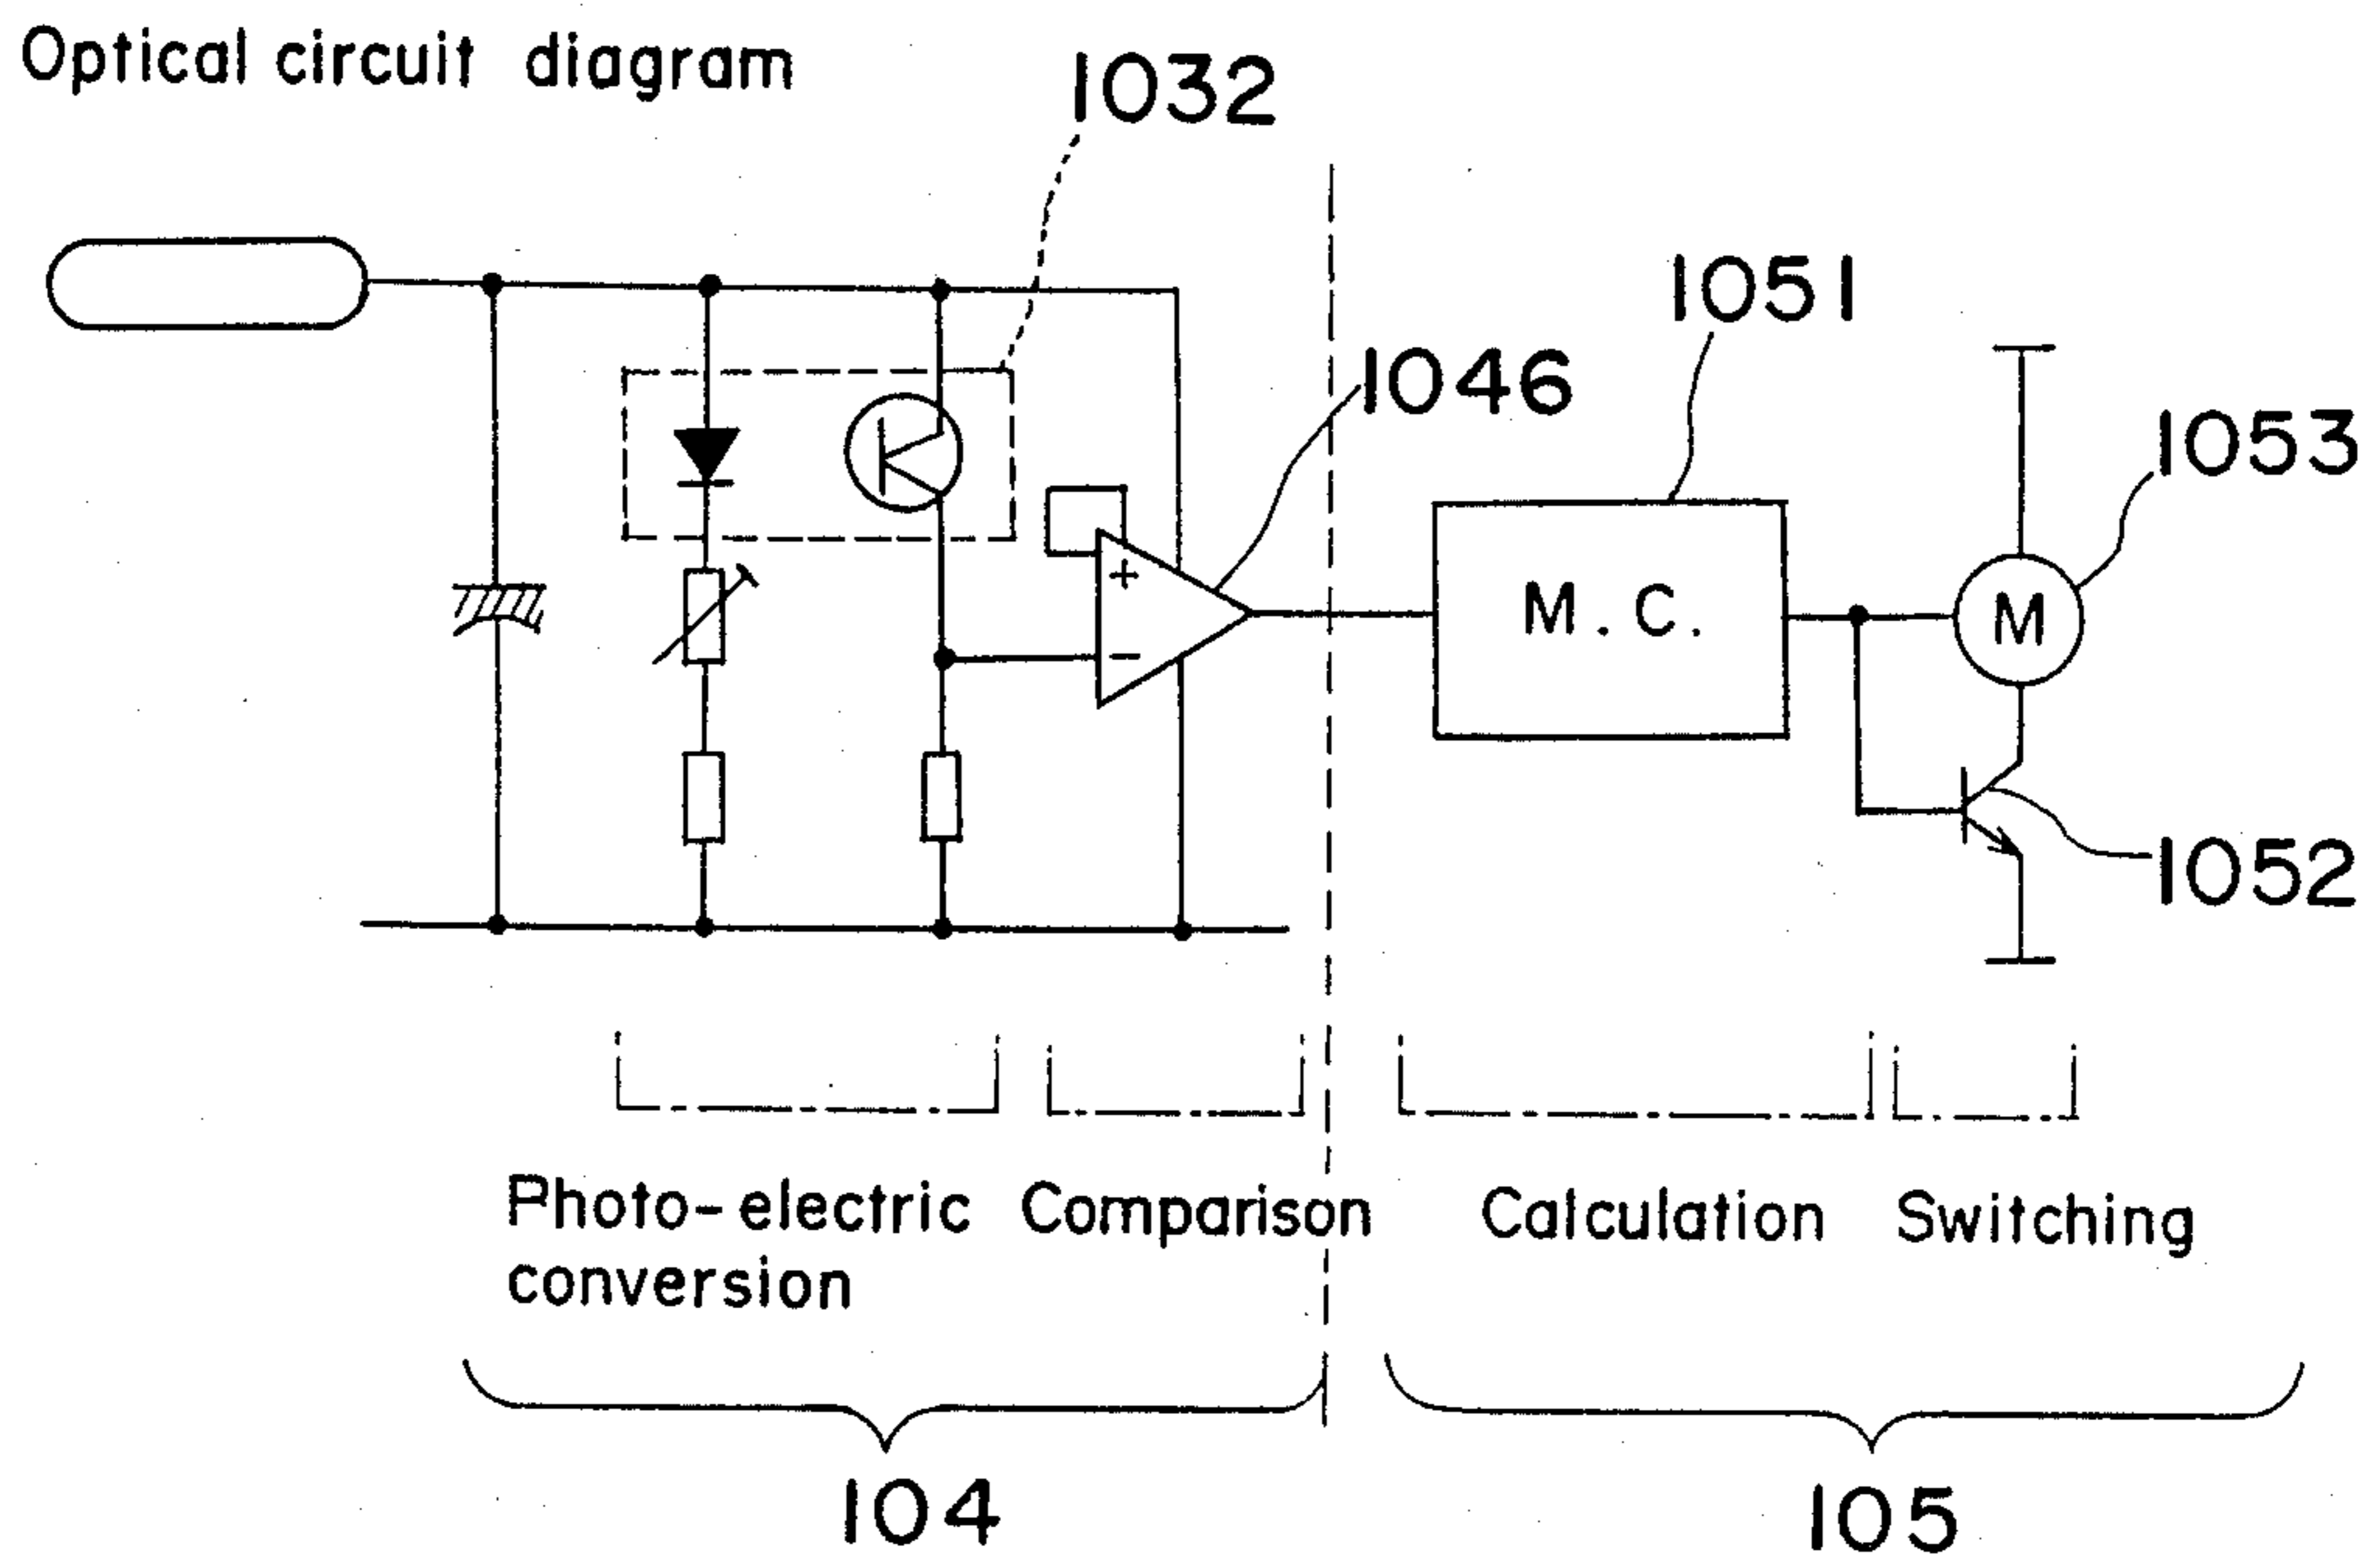 Optical circuit diagram
1032
1051
1046
1053
+
M. C.
M
−
1052
Photo-electric conversion
Comparison
Calculation
Switching
104
105